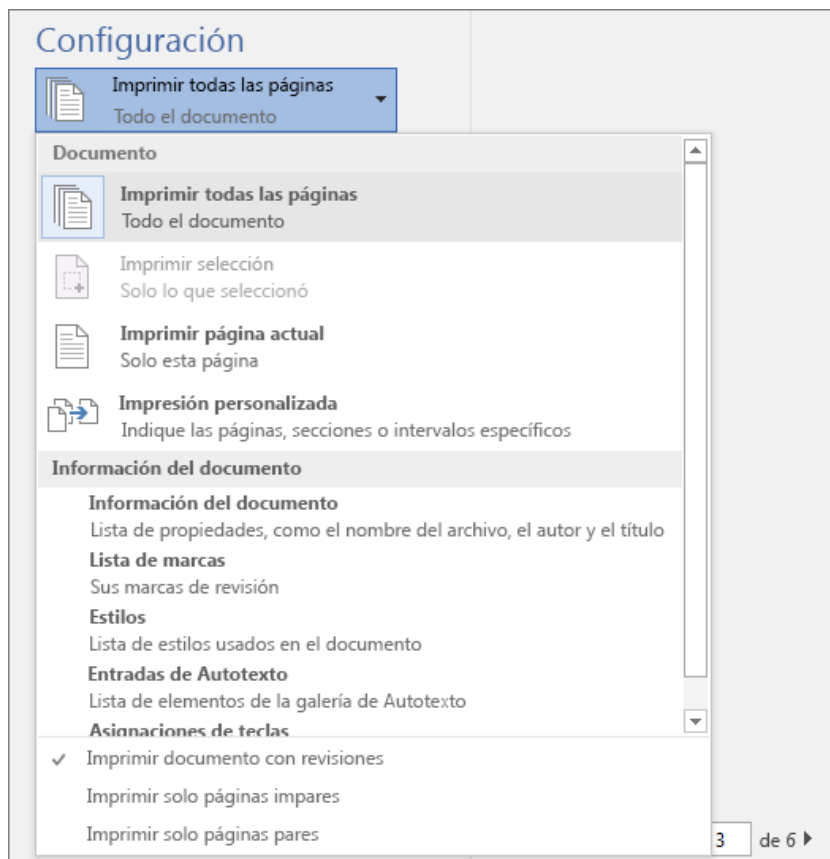 Configuración
Imprimir todas las páginas
Todo el documento
Documento
Imprimir todas las páginas
Todo el documento
Imprimir selección
Solo lo que seleccionó
Imprimir página actual
Solo esta página
Impresión personalizada
Indique las páginas, secciones o intervalos específicos
Información del documento
Información del documento
Lista de propiedades, como el nombre del archivo, el autor y el título
Lista de marcas
Sus marcas de revisión
Estilos
Lista de estilos usados en el documento
Entradas de Autotexto
Lista de elementos de la galería de Autotexto
Asignaciones de teclas
Imprimir documento con revisiones
Imprimir solo páginas impares
Imprimir solo páginas pares
3 de 6